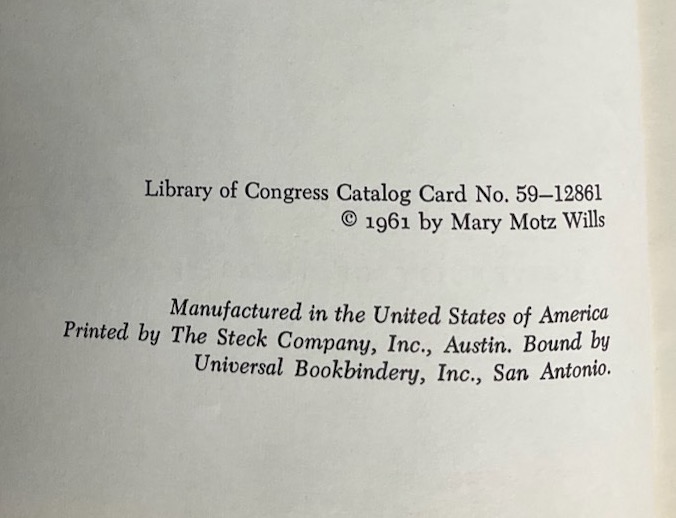 Library of Congress Catalog Card No. 59–12861
© 1961 by Mary Motz Wills
Manufactured in the United States of America
Printed by The Steck Company, Inc., Austin. Bound by
Universal Bookbindery, Inc., San Antonio.